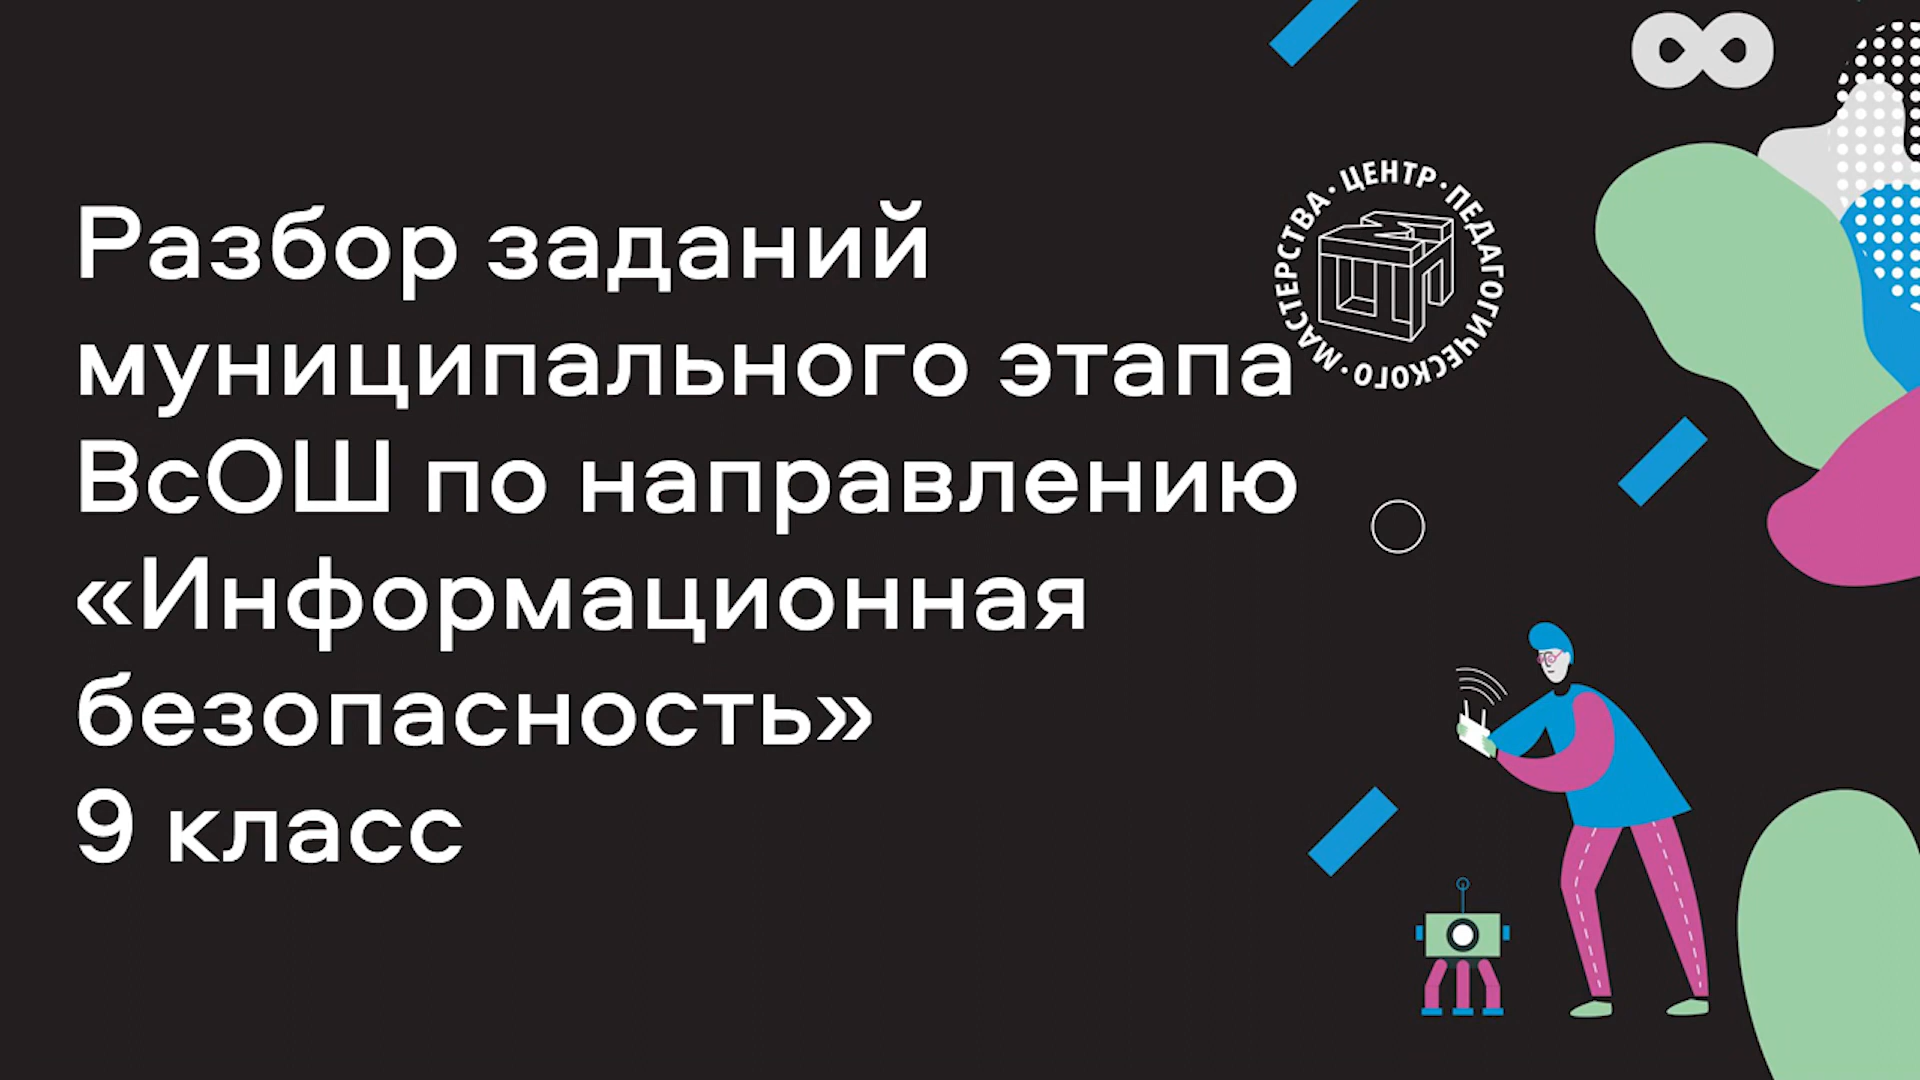 Разбор заданий
муниципального этапа
ВсОШ по направлению
«Информационная
безопасность»
9 класс
ЦЕНТР · ПЕДАГОГИЧЕСКОГО · МАСТЕРСТВА ·